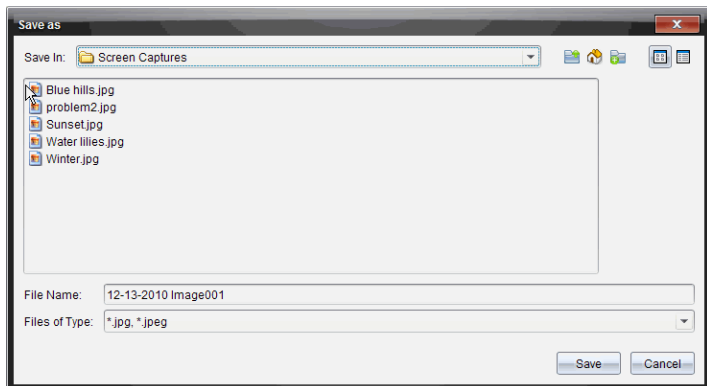 Save as
Save In: Screen Captures
Blue hills.jpg
problem2.jpg
Sunset.jpg
Water lilies.jpg
Winter.jpg
File Name: 12-13-2010 Image001
Files of Type: *.jpg, *.jpeg
Save Cancel